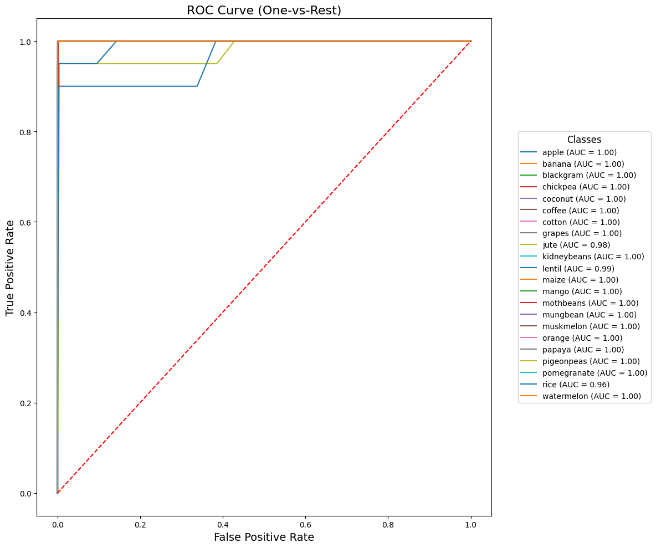 ROC Curve (One-vs-Rest)
True Positive Rate
1.0
0.8
0.6
0.4
0.2
0.0
0.0 0.2 0.4 0.6 0.8 1.0
False Positive Rate
Classes
apple (AUC = 1.00)
banana (AUC = 1.00)
blackgram (AUC = 1.00)
chickpea (AUC = 1.00)
coconut (AUC = 1.00)
coffee (AUC = 1.00)
cotton (AUC = 1.00)
grapes (AUC = 1.00)
jute (AUC = 0.98)
kidneybeans (AUC = 1.00)
lentil (AUC = 0.99)
maize (AUC = 1.00)
mango (AUC = 1.00)
mothbeans (AUC = 1.00)
mungbean (AUC = 1.00)
muskmelon (AUC = 1.00)
orange (AUC = 1.00)
papaya (AUC = 1.00)
pigeonpeas (AUC = 1.00)
pomegranate (AUC = 1.00)
rice (AUC = 0.96)
watermelon (AUC = 1.00)